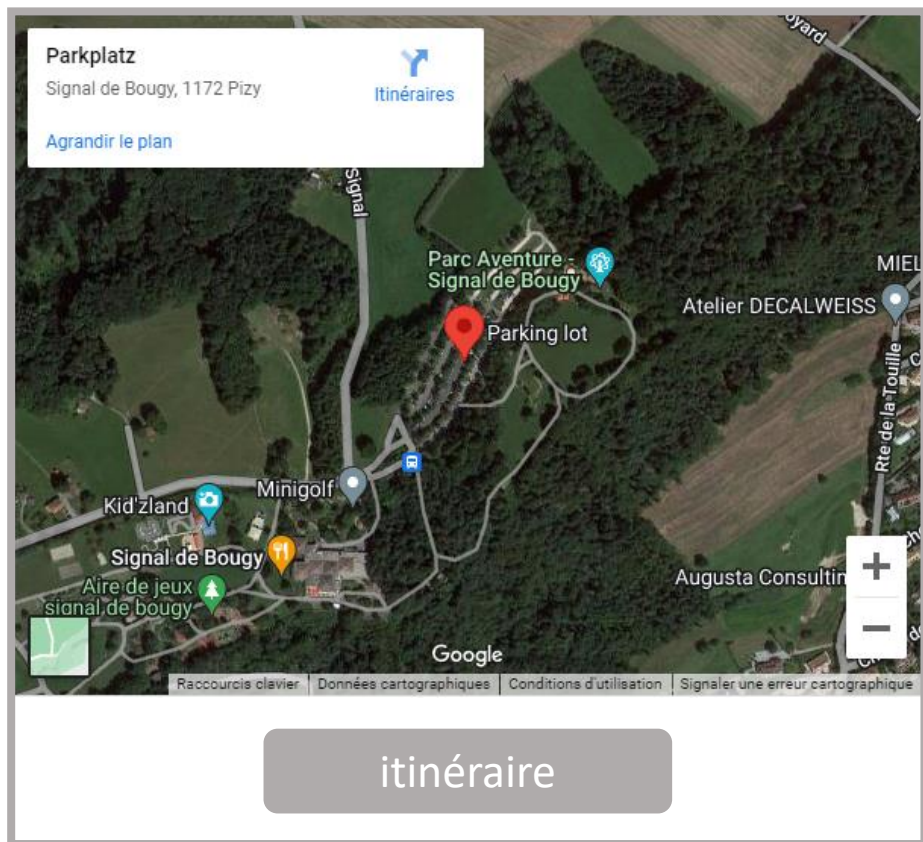 Parkplatz
Signal de Bougy, 1172 Pizy
Itinéraires
Agrandir le plan
oyard
Signal
Parc Aventure -
Signal de Bougy
MIEL
Atelier DECALWEISS
Parking lot
Rte de la Touille
Minigolf
Kid'zland
Signal de Bougy
Aire de jeux
signal de bougy
Augusta Consultin
Google
Raccourcis clavier
Données cartographiques
Conditions d'utilisation
Signaler une erreur cartographique
itinéraire